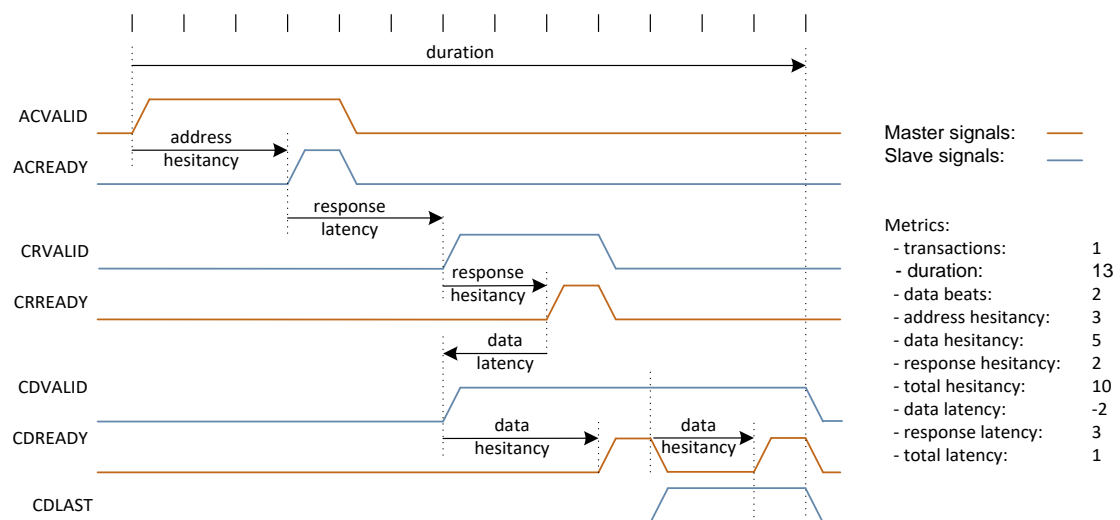 duration
ACVALID
address
hesitancy
ACREADY
response
latency
CRVALID
response
hesitancy
CRREADY
data
latency
CDVALID
CDREADY
data
hesitancy
data
hesitancy
CDLAST
Master signals:
Slave signals:
Metrics:
- transactions: 1
- duration: 13
- data beats: 2
- address hesitancy: 3
- data hesitancy: 5
- response hesitancy: 2
- total hesitancy: 10
- data latency: -2
- response latency: 3
- total latency: 1